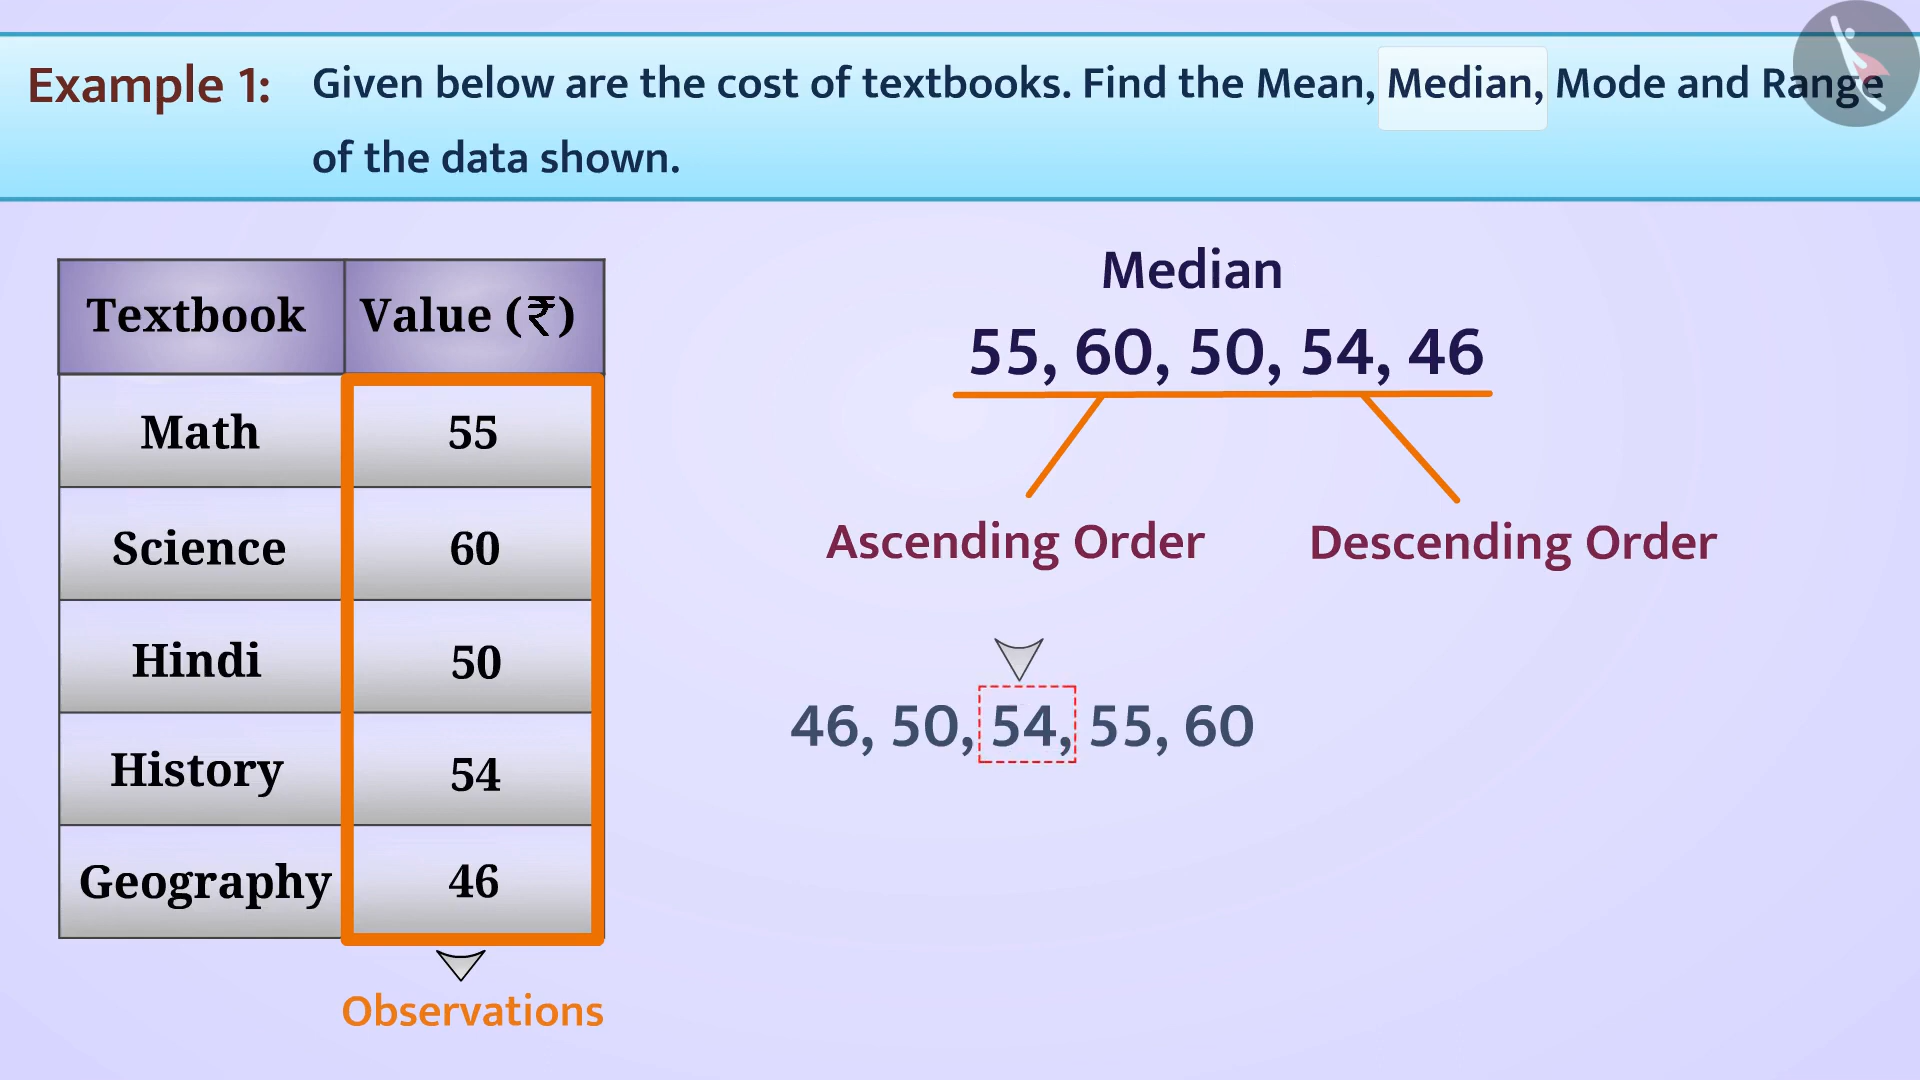 Example 1: Given below are the cost of textbooks. Find the Mean, Median, Mode and Range
of the data shown.
Textbook Value (₹)
Math 55
Science 60
Hindi 50
History 54
Geography 46
Observations
Median
55, 60, 50, 54, 46
Ascending Order Descending Order
46, 50, 54, 55, 60